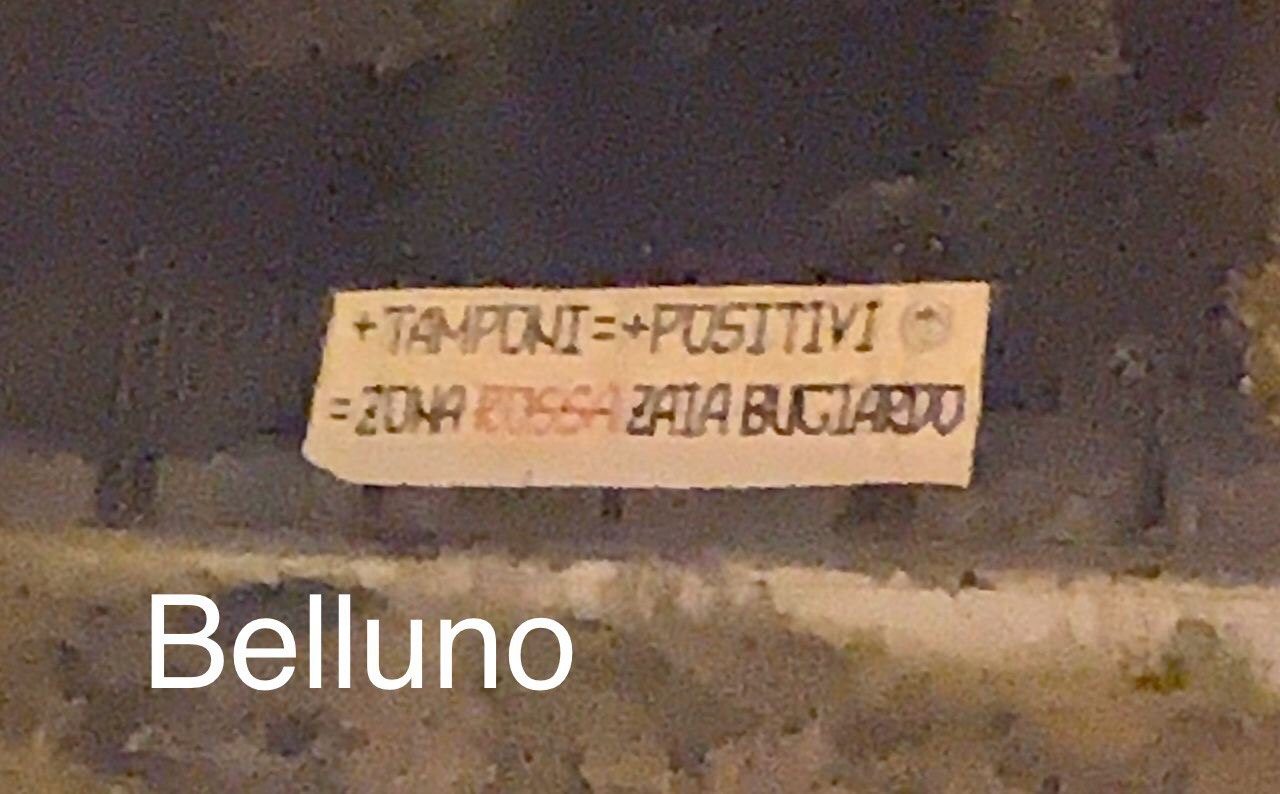 +TAMPONI=+POSITIVI
=ZONA ROSSA ZAIA BUGIARDO
Belluno